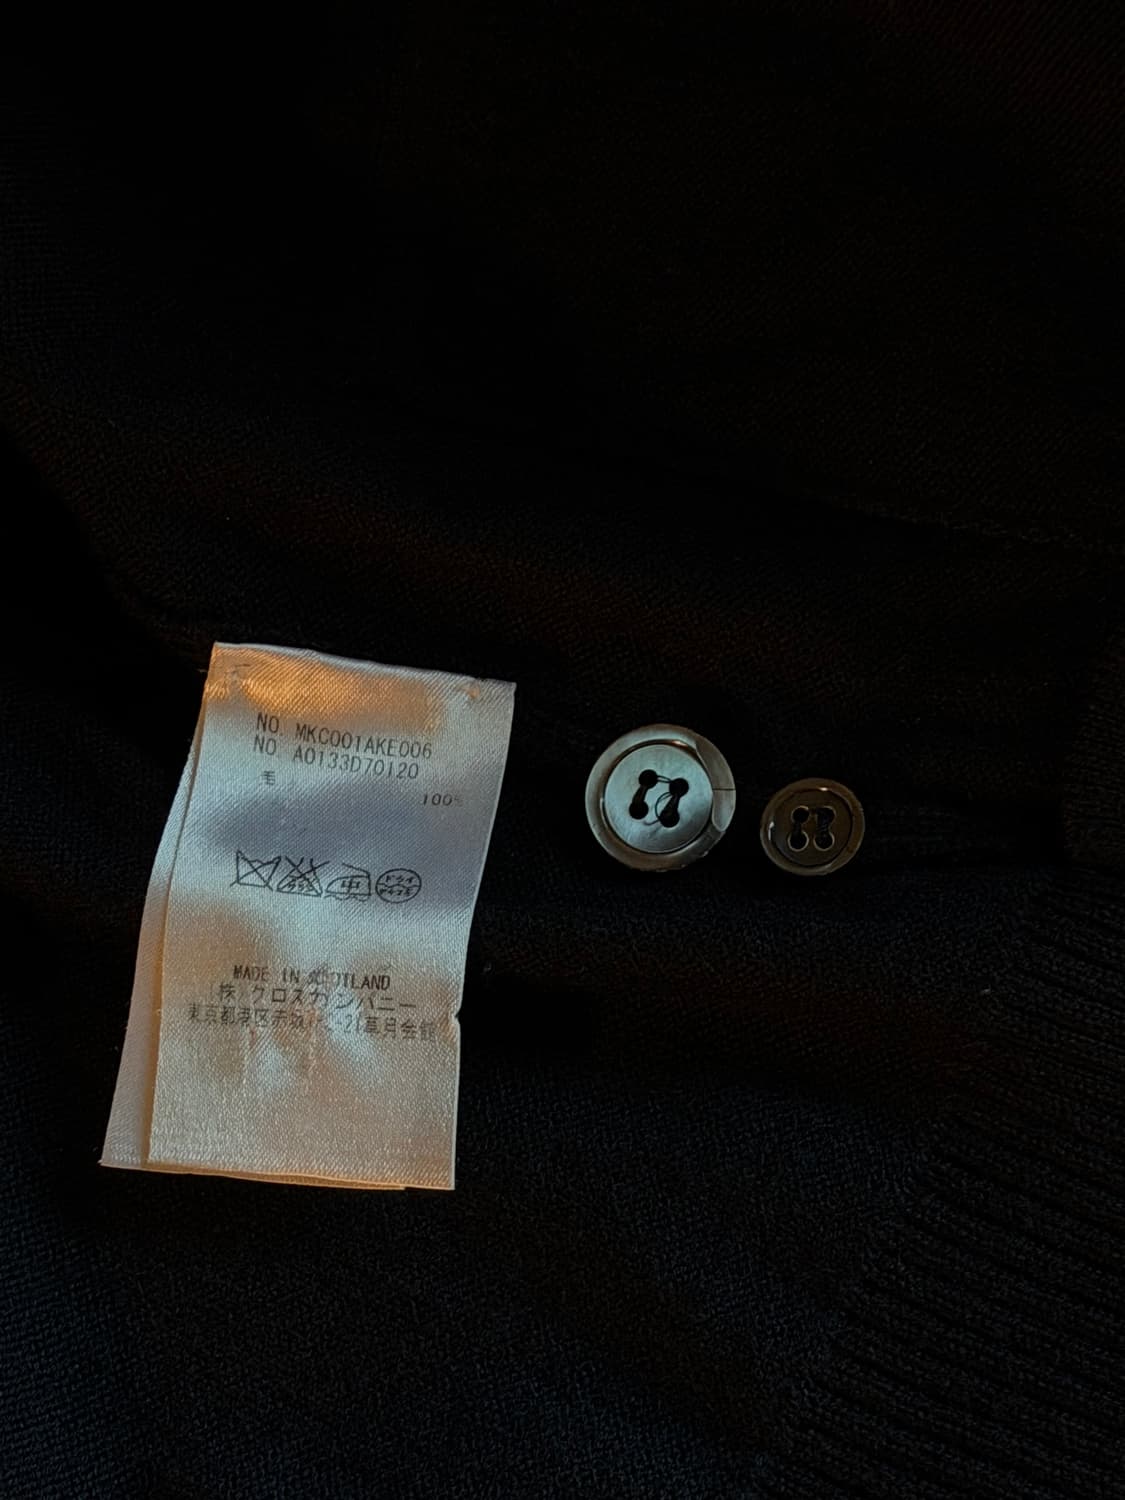 NO. MKC001AKE006
NO. A0133D70120
毛
100%
MADE IN SCOTLAND
(株)クロスカンパニー
東京都港区赤坂 -21草月会館